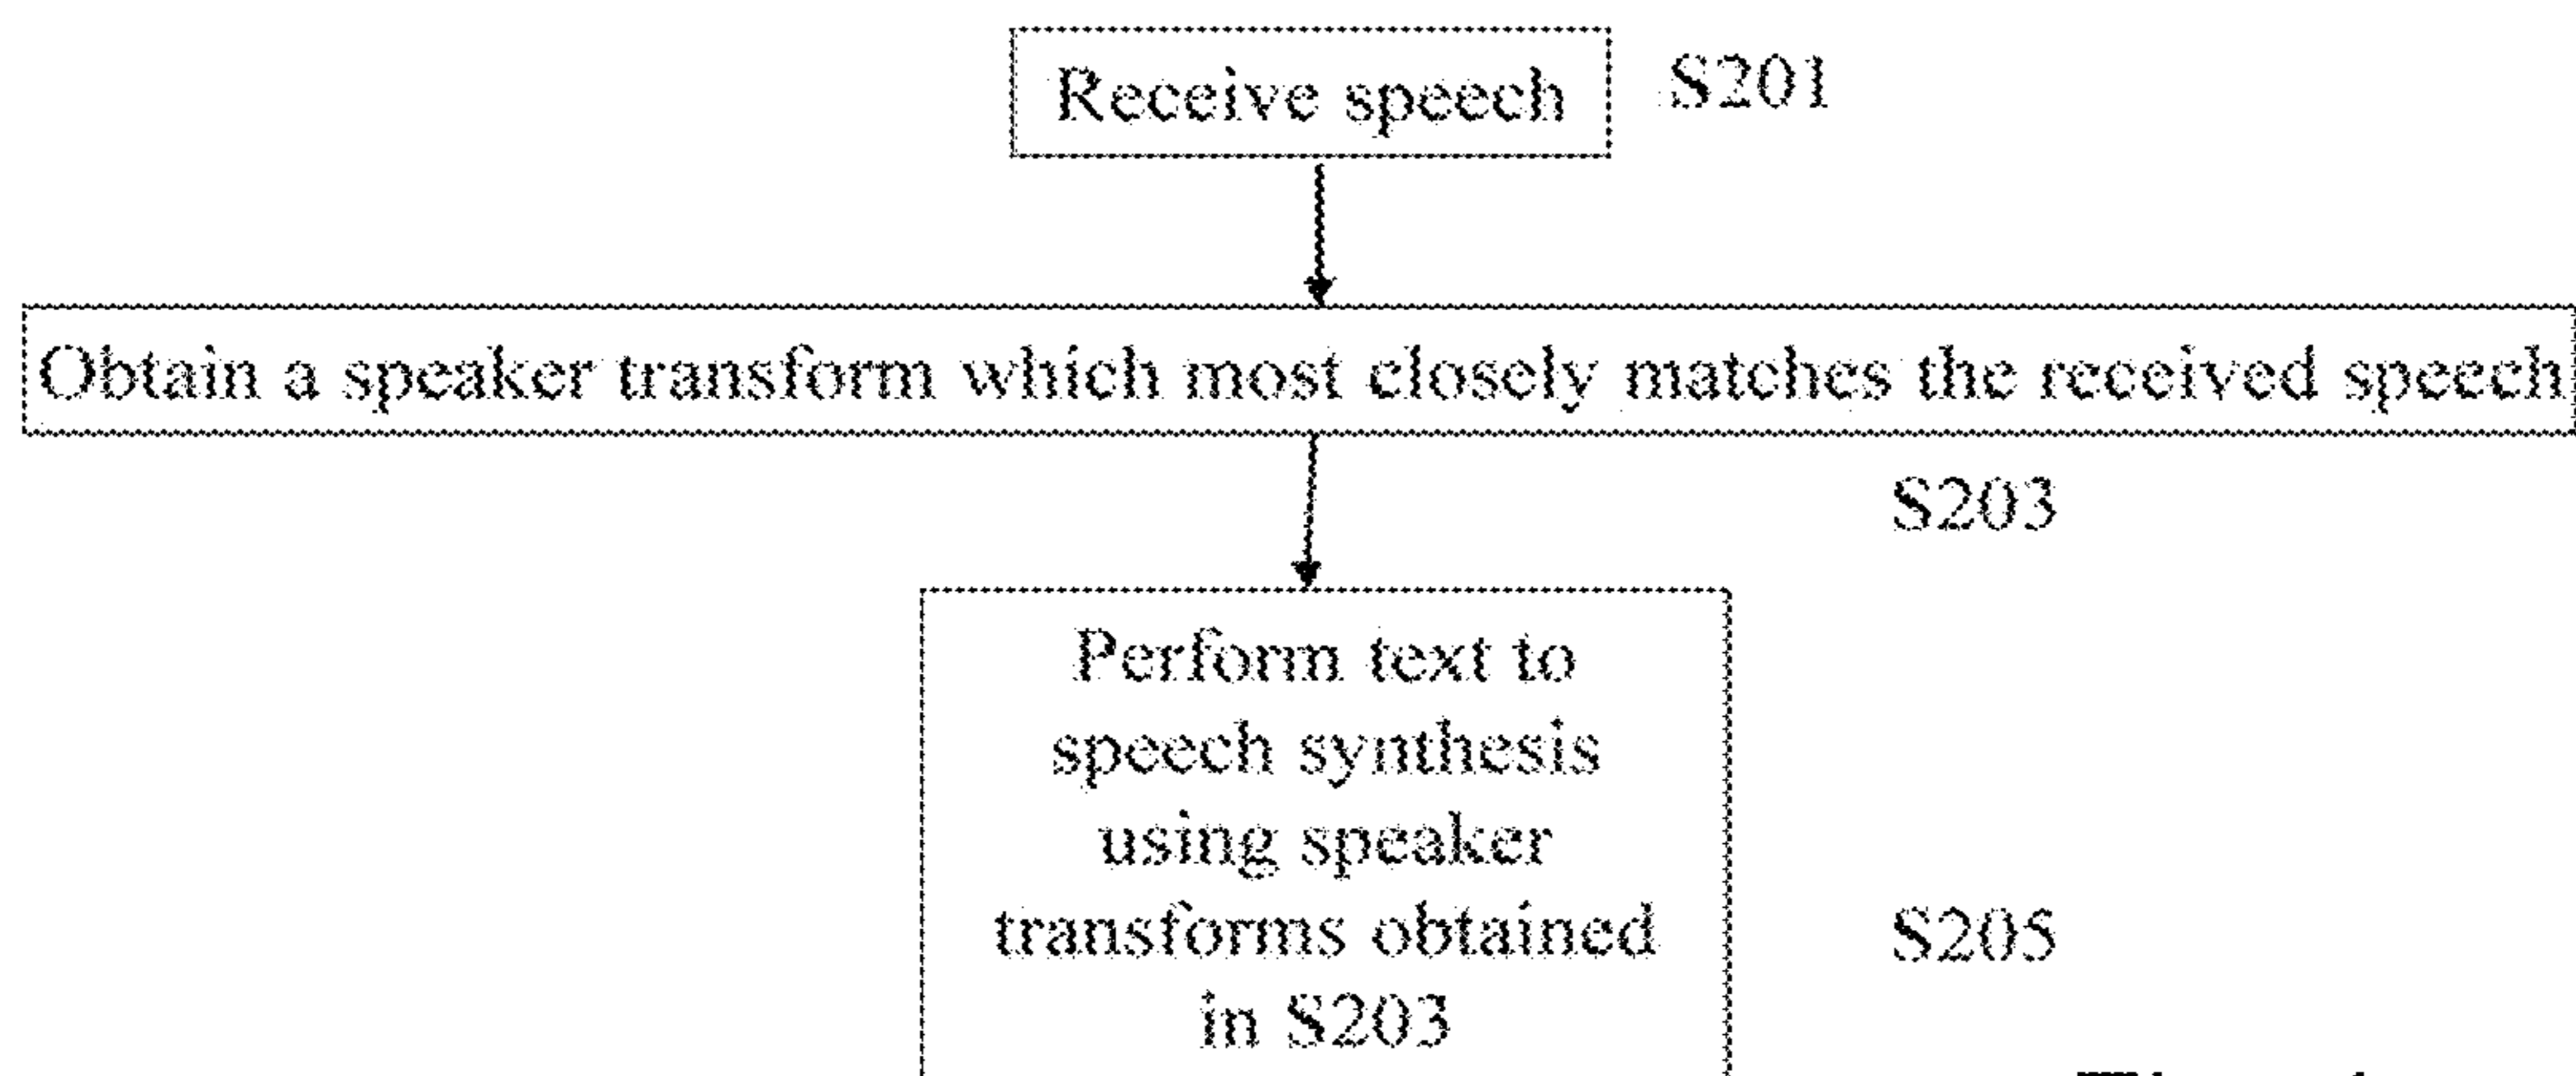 Receive speech
S201
Obtain a speaker transform which most closely matches the received speech
S203
Perform text to
speech synthesis
using speaker
transforms obtained
in S203
S205